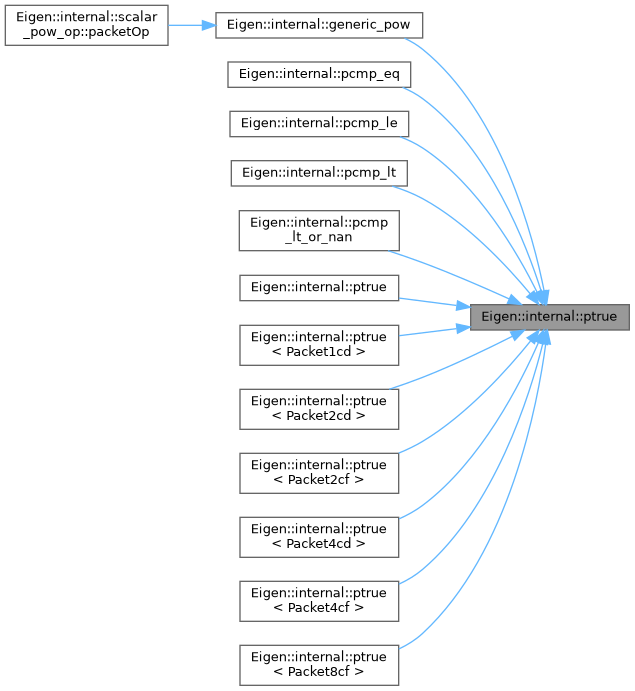 Eigen::internal::scalar
_pow_op::packetOp
Eigen::internal::generic_pow
Eigen::internal::pcmp_eq
Eigen::internal::pcmp_le
Eigen::internal::pcmp_lt
Eigen::internal::pcmp
_lt_or_nan
Eigen::internal::ptrue
Eigen::internal::ptrue
Eigen::internal::ptrue
< Packet1cd >
Eigen::internal::ptrue
< Packet2cd >
Eigen::internal::ptrue
< Packet2cf >
Eigen::internal::ptrue
< Packet4cd >
Eigen::internal::ptrue
< Packet4cf >
Eigen::internal::ptrue
< Packet8cf >